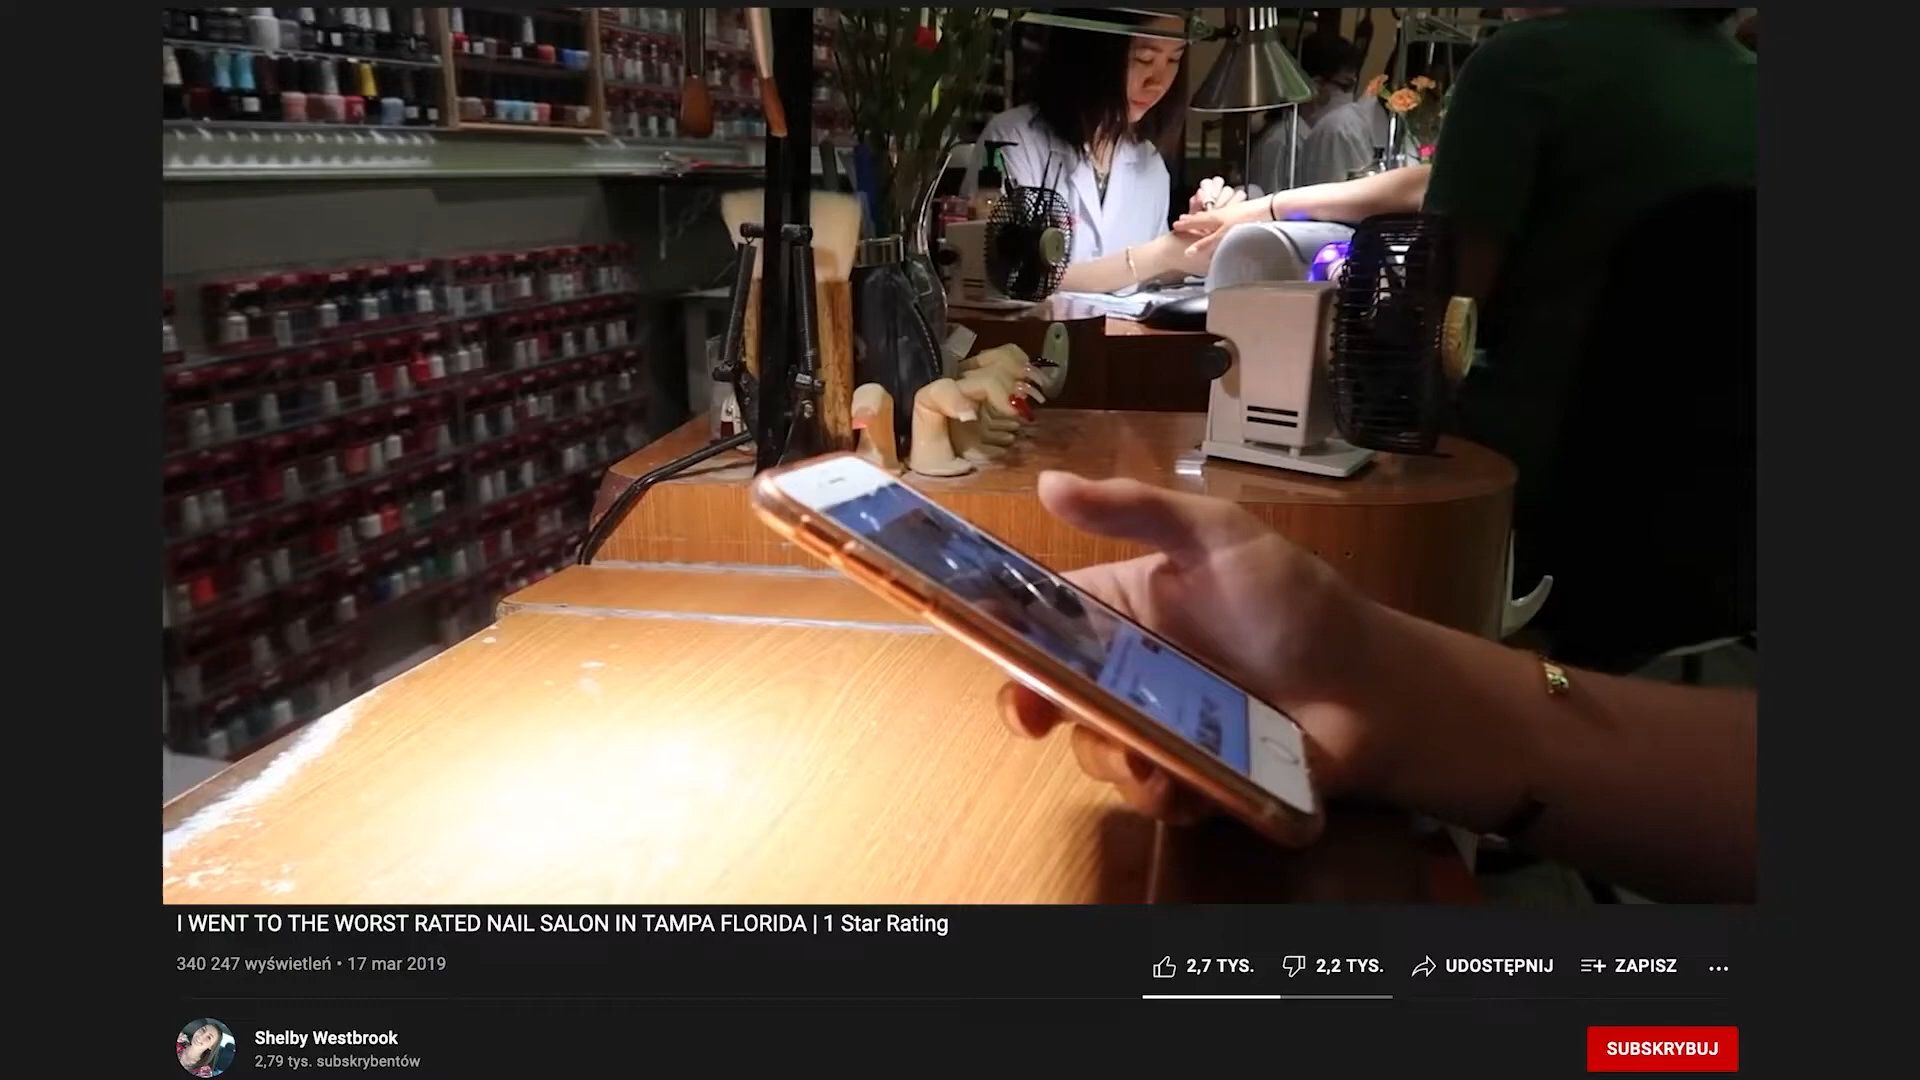 I WENT TO THE WORST RATED NAIL SALON IN TAMPA FLORIDA | 1 Star Rating
340 247 wyświetleń • 17 mar 2019
2,7 TYS. 2,2 TYS. UDOSTĘPNIJ ZAPISZ
Shelby Westbrook
2,79 tys. subskrybentów
SUBSKRYBUJ